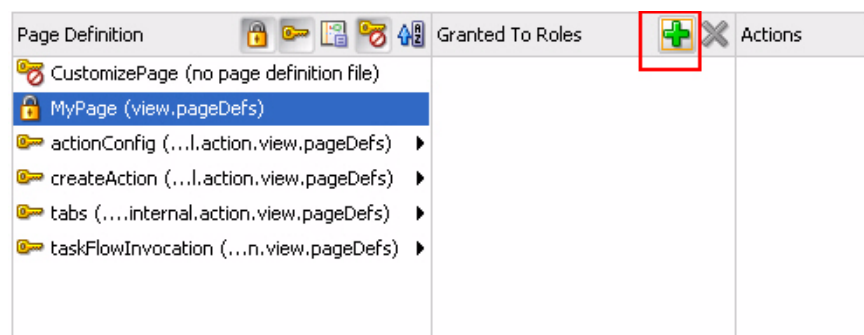 Page Definition Granted To Roles Actions
CustomizePage (no page definition file)
MyPage (view.pageDefs)
actionConfig (...l.action.view.pageDefs)
createAction (...l.action.view.pageDefs)
tabs (....internal.action.view.pageDefs)
taskFlowInvocation (...n.view.pageDefs)